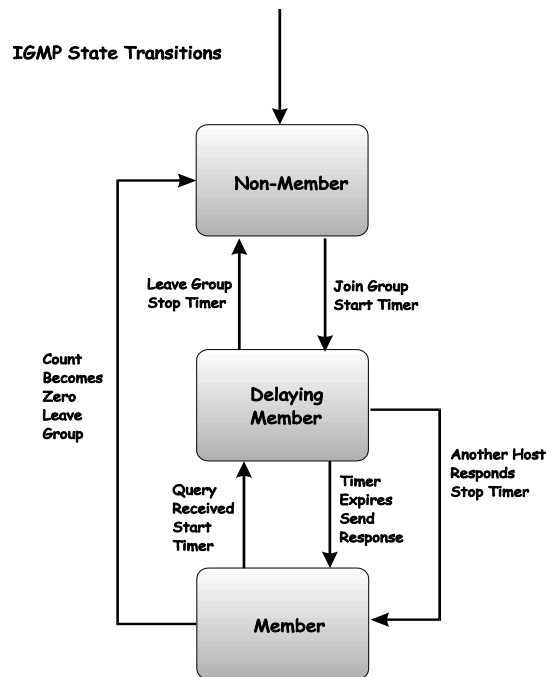 IGMP State Transitions
Non-Member
Leave Group
Stop Timer
Join Group
Start Timer
Count
Becomes
Zero
Leave
Group
Delaying
Member
Another Host
Responds
Stop Timer
Query
Received
Start
Timer
Timer
Expires
Send
Response
Member